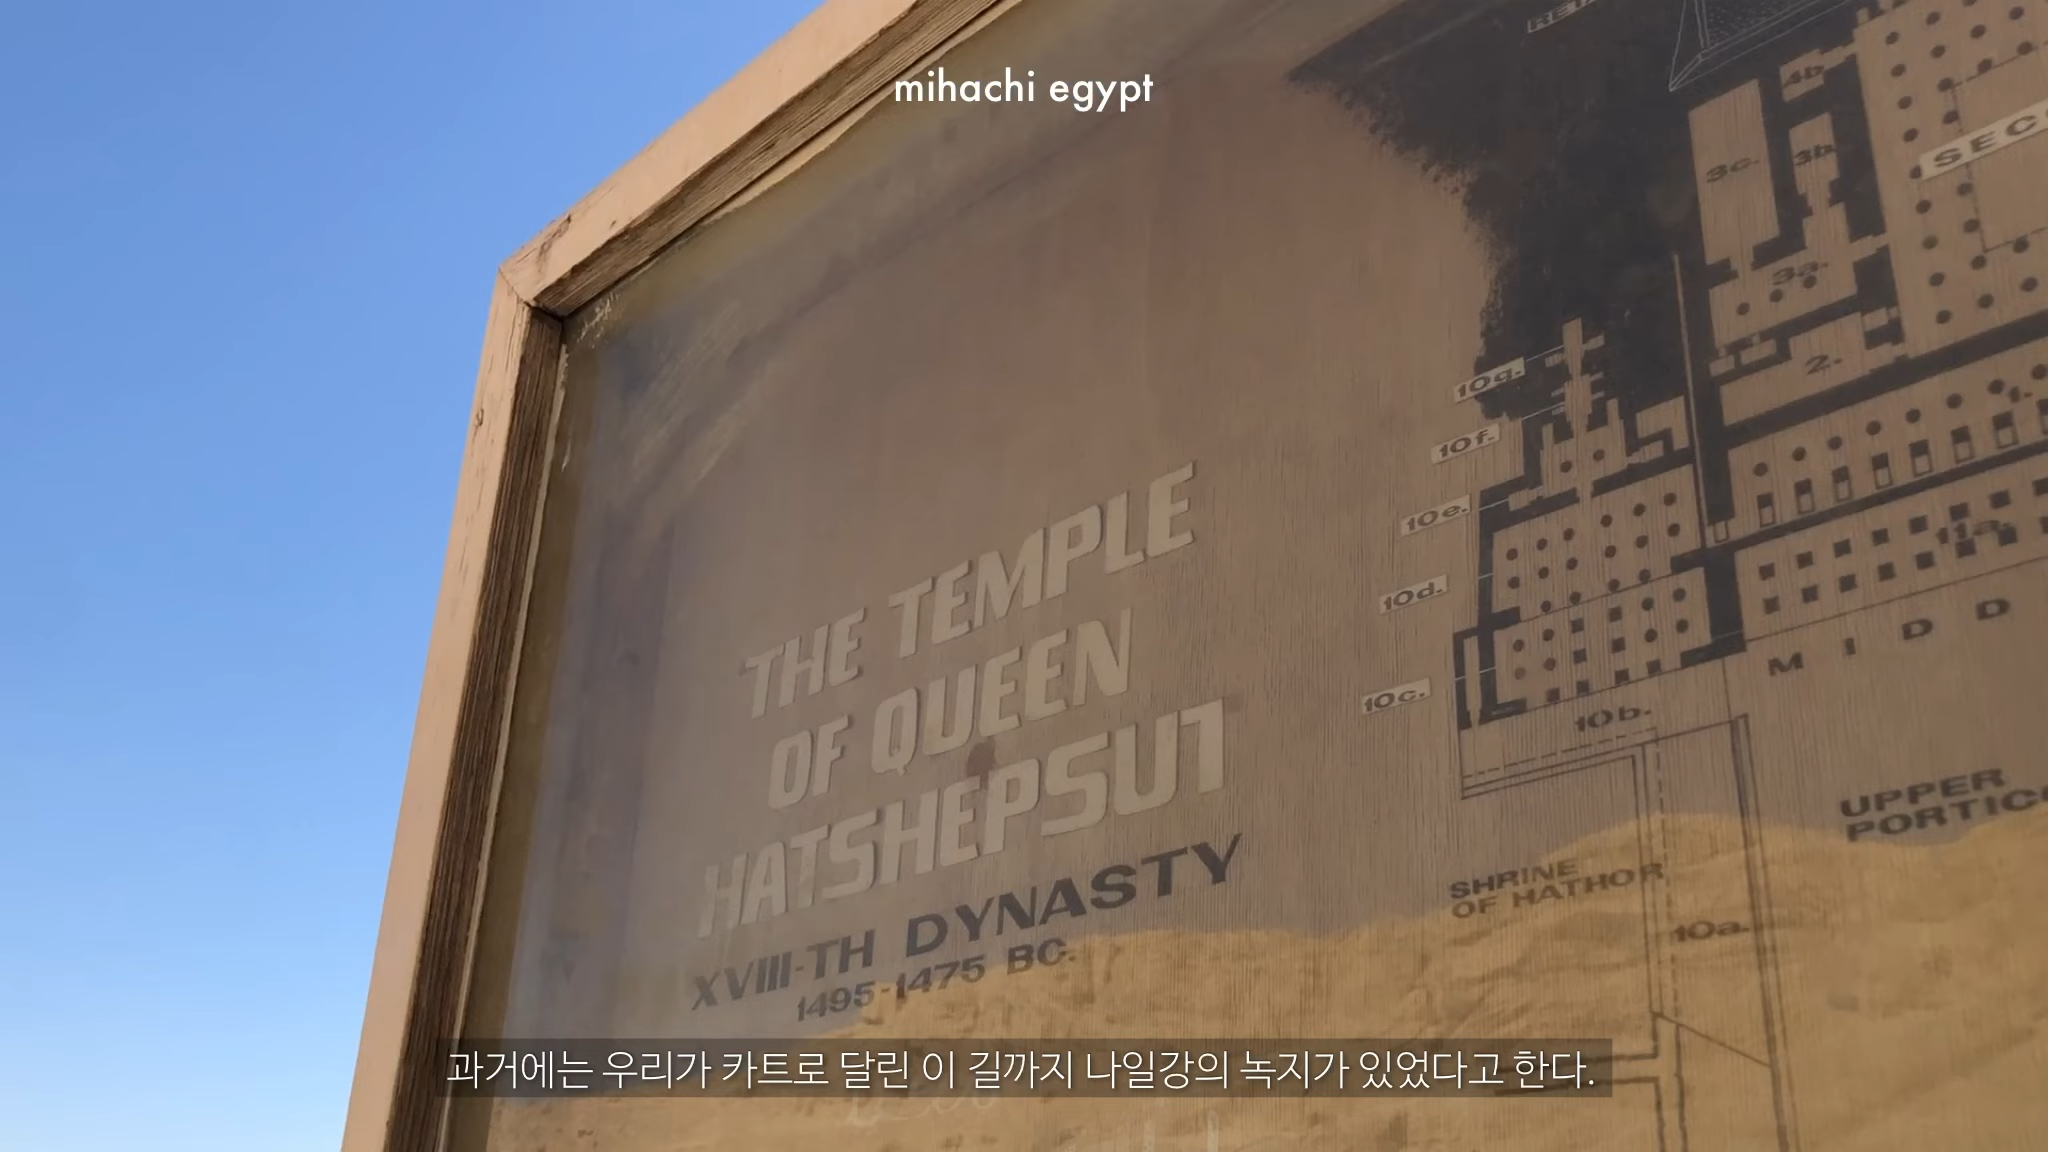 mihachi egypt
4b.
3c.
3b.
3a.
2.
1.
10g.
10f.
10e.
10d.
10c.
10b.
11a.
MIDD
THE TEMPLE
OF QUEEN
HATSHEPSUT
XVIII-TH DYNASTY
1495-1475 BC.
UPPER
SHRINE
OF HATHOR
10a.
과거에는 우리가 카트로 달린 이 길까지 나일강의 녹지가 있었다고 한다.